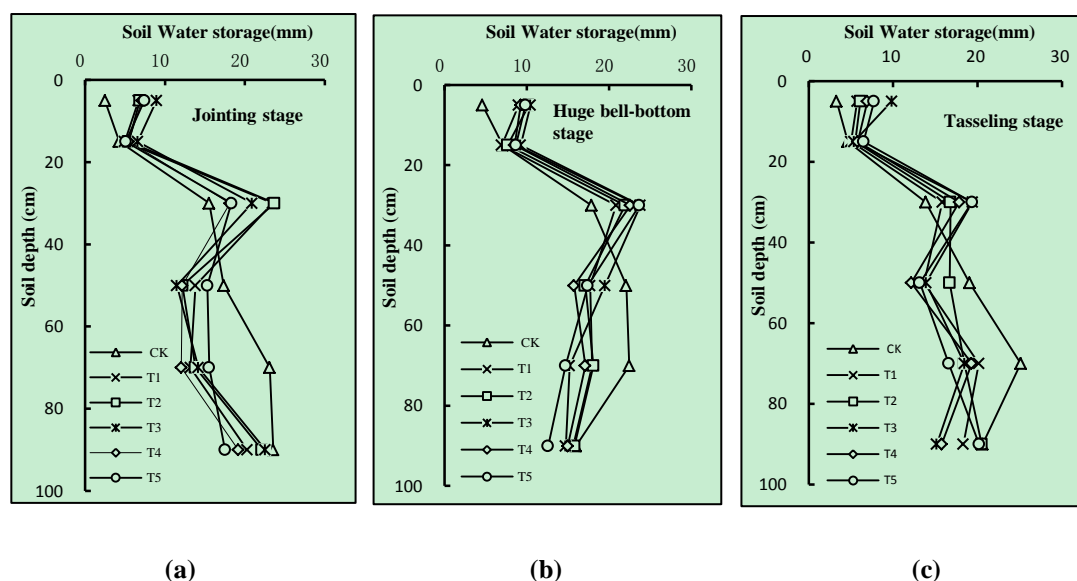 Soil Water storage(mm)
0 10 20 30
0
20
40
60
80
100
Soil depth (cm)
Jointing stage
CK
T1
T2
T3
T4
T5
(a)
Soil Water storage(mm)
0 10 20 30
0
20
40
60
80
100
Soil depth (cm)
Huge bell-bottom
stage
CK
T1
T2
T3
T4
T5
(b)
Soil Water storage(mm)
0 10 20 30
0
20
40
60
80
100
Soil depth (cm)
Tasseling stage
CK
T1
T2
T3
T4
T5
(c)